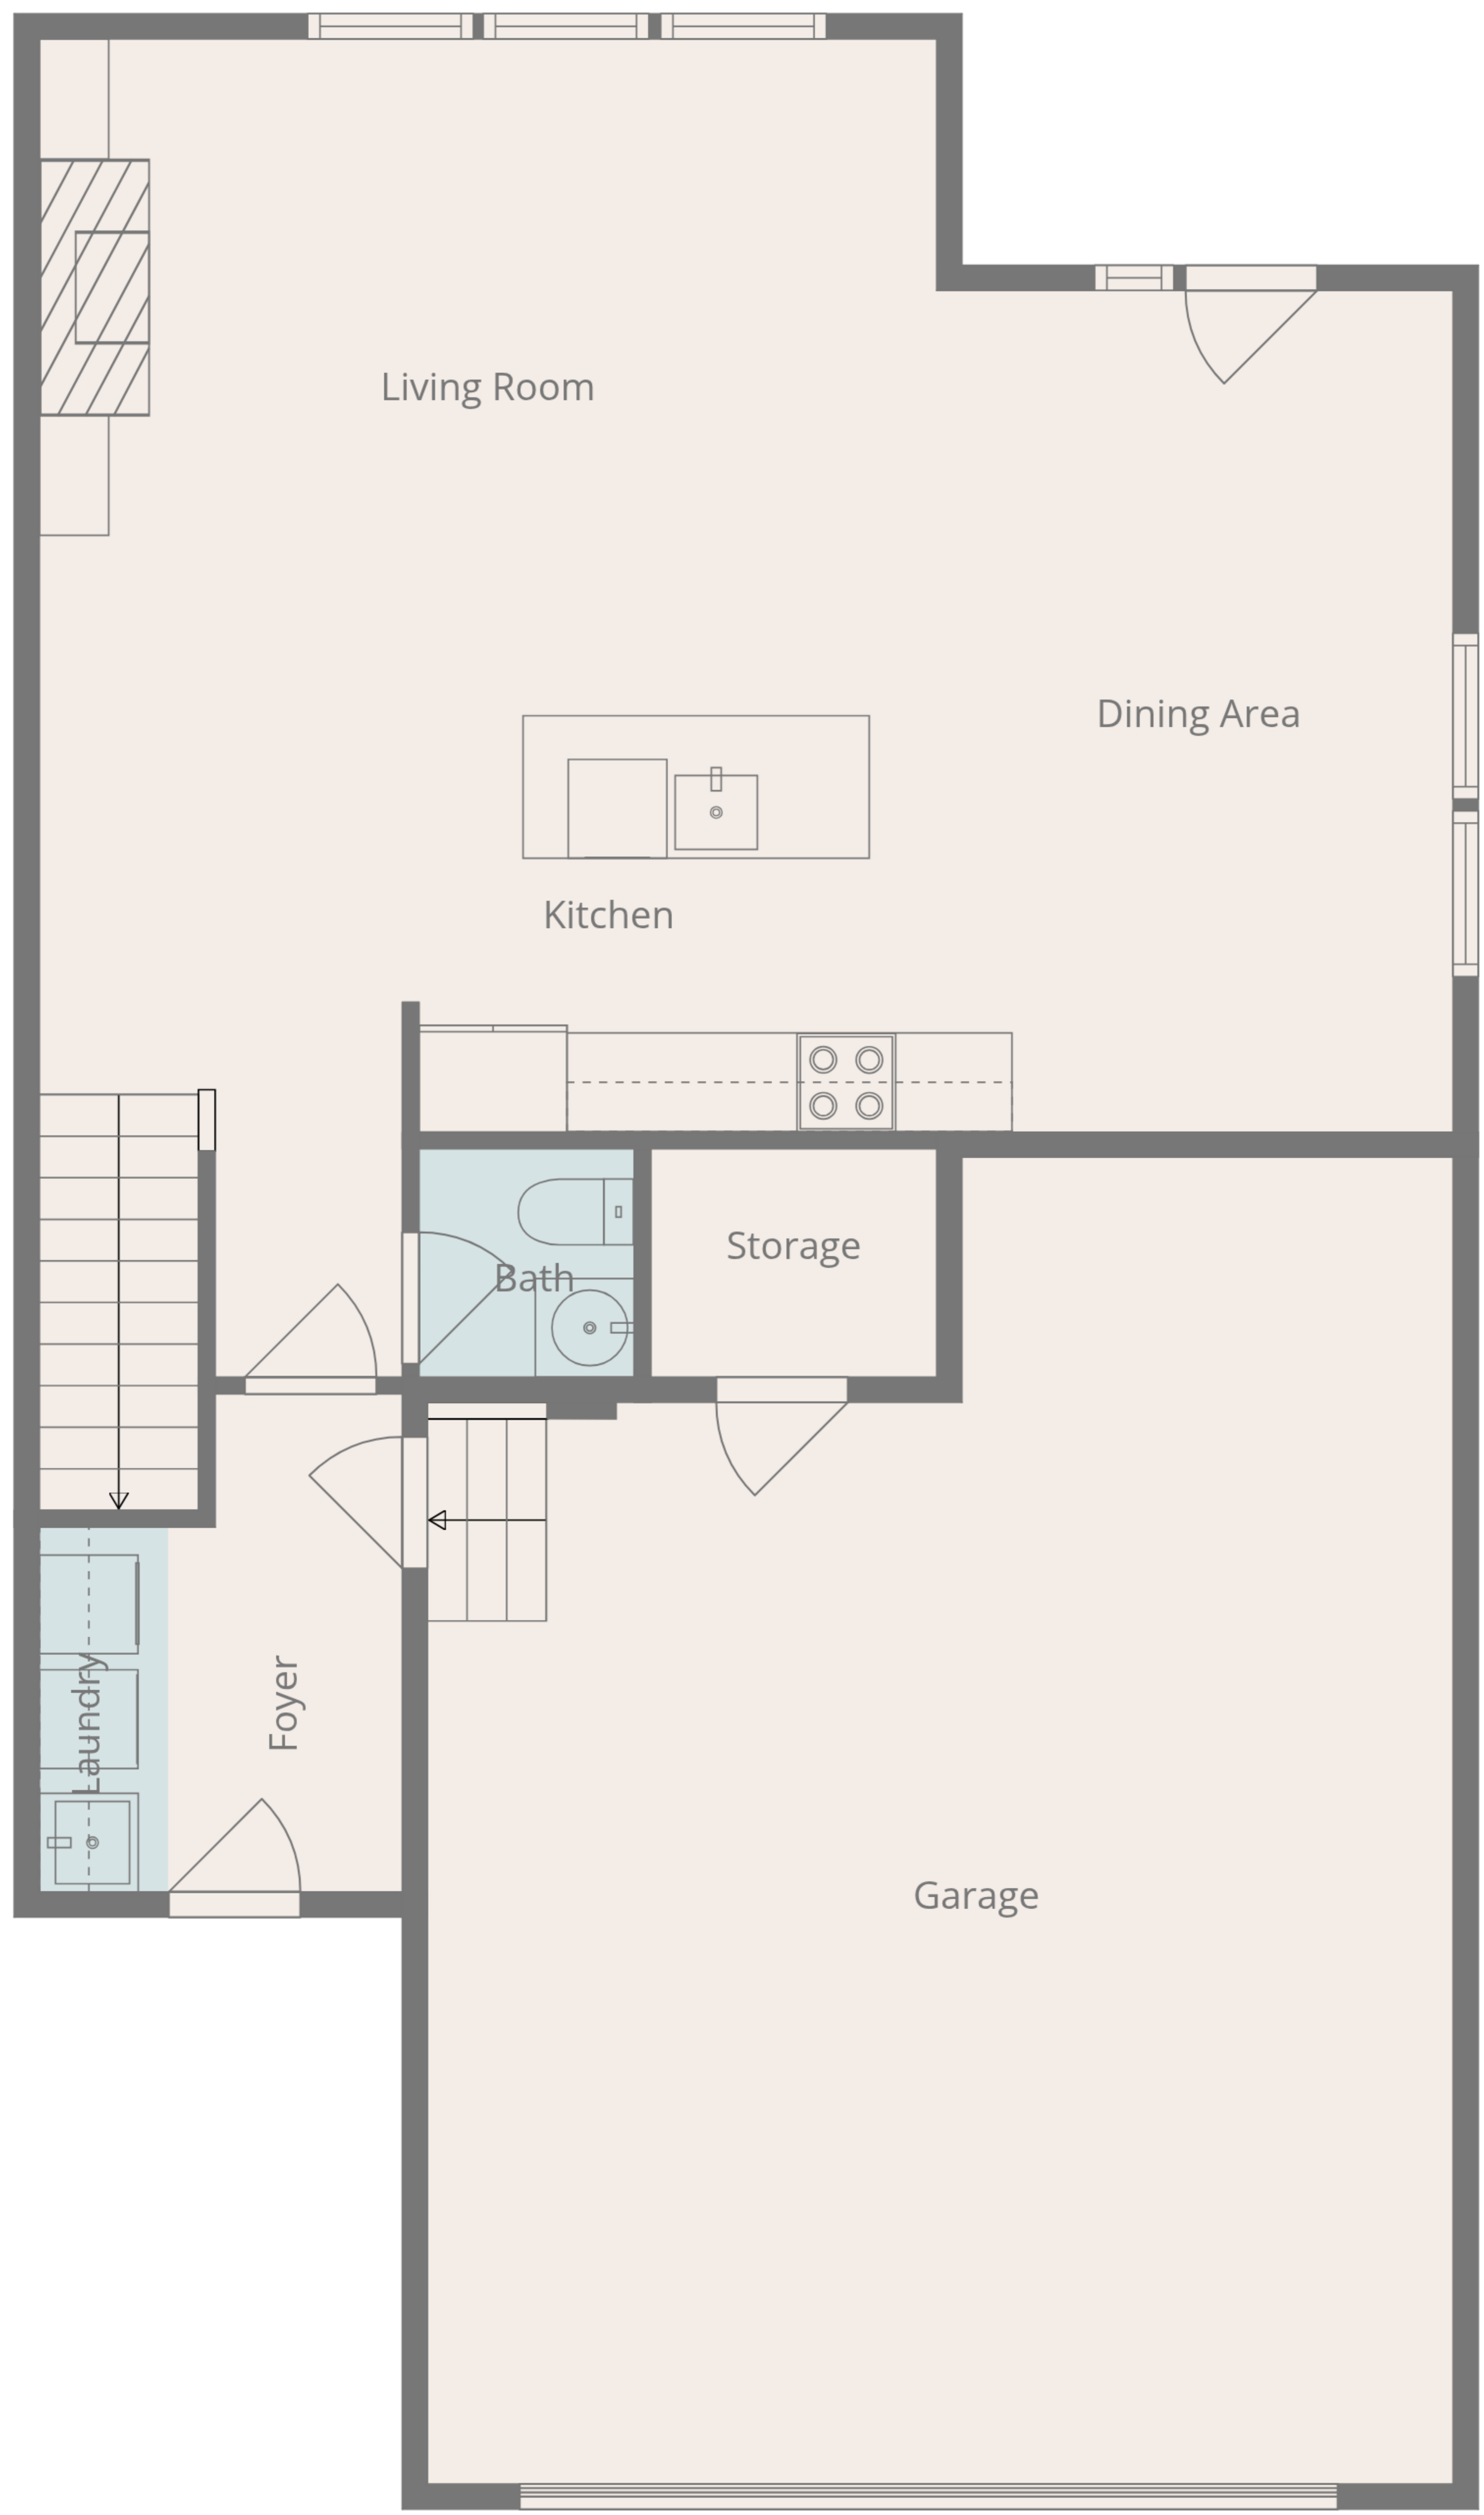 Living Room
Dining Area
Kitchen
Storage
Bath
Laundry
Foyer
Garage